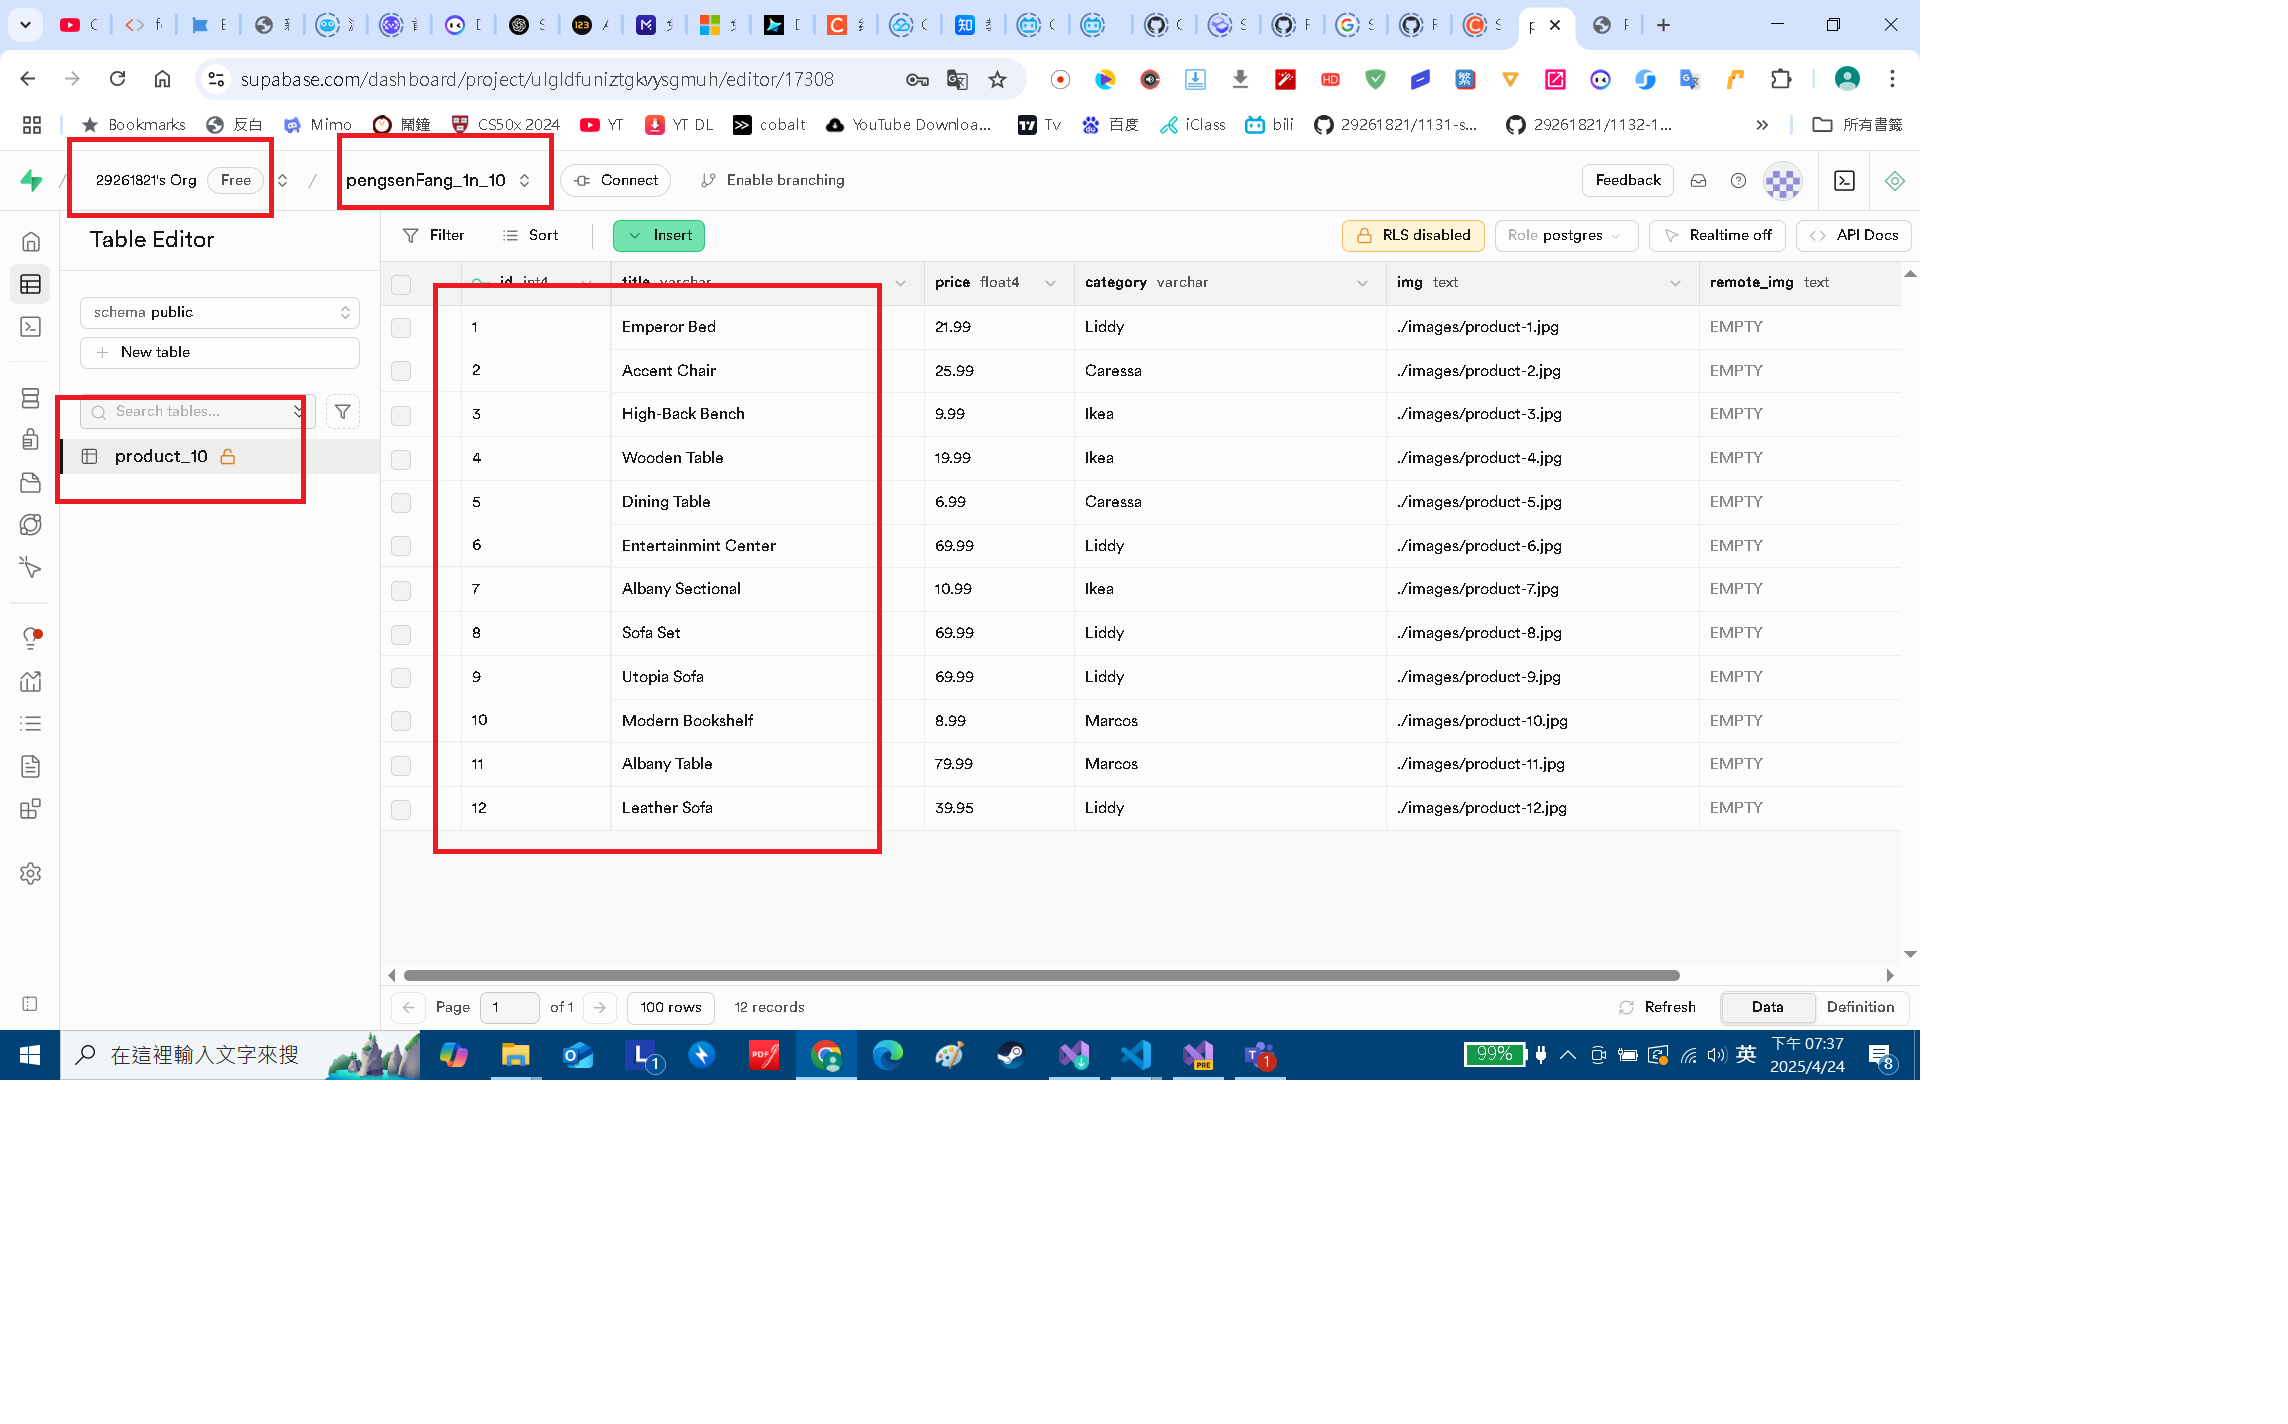 supabase.com/dashboard/project/ulgldfuniztgkvysgmuh/editor/17308
Bookmarks 反白 Mimo 鬧鐘 CS50x 2024 YT YT DL cobalt YouTube Downloa... Tv 百度 iClass bili 29261821/1131-s... 29261821/1132-1... » 所有書籤
29261821's Org Free / pengsenFang_1n_10 Connect Enable branching Feedback
Table Editor
Filter Sort Insert RLS disabled Role postgres Realtime off API Docs
schema public
New table
Search tables...
product_10
id int4 title varchar price float4 category varchar img text remote_img text
1 Emperor Bed 21.99 Liddy ./images/product-1.jpg EMPTY
2 Accent Chair 25.99 Caressa ./images/product-2.jpg EMPTY
3 High-Back Bench 9.99 Ikea ./images/product-3.jpg EMPTY
4 Wooden Table 19.99 Ikea ./images/product-4.jpg EMPTY
5 Dining Table 6.99 Caressa ./images/product-5.jpg EMPTY
6 Entertainmint Center 69.99 Liddy ./images/product-6.jpg EMPTY
7 Albany Sectional 10.99 Ikea ./images/product-7.jpg EMPTY
8 Sofa Set 69.99 Liddy ./images/product-8.jpg EMPTY
9 Utopia Sofa 69.99 Liddy ./images/product-9.jpg EMPTY
10 Modern Bookshelf 8.99 Marcos ./images/product-10.jpg EMPTY
11 Albany Table 79.99 Marcos ./images/product-11.jpg EMPTY
12 Leather Sofa 39.95 Liddy ./images/product-12.jpg EMPTY
Page 1 of 1 100 rows 12 records Refresh Data Definition
在這裡輸入文字來搜 99% 英 下午 07:37
2025/4/24 8